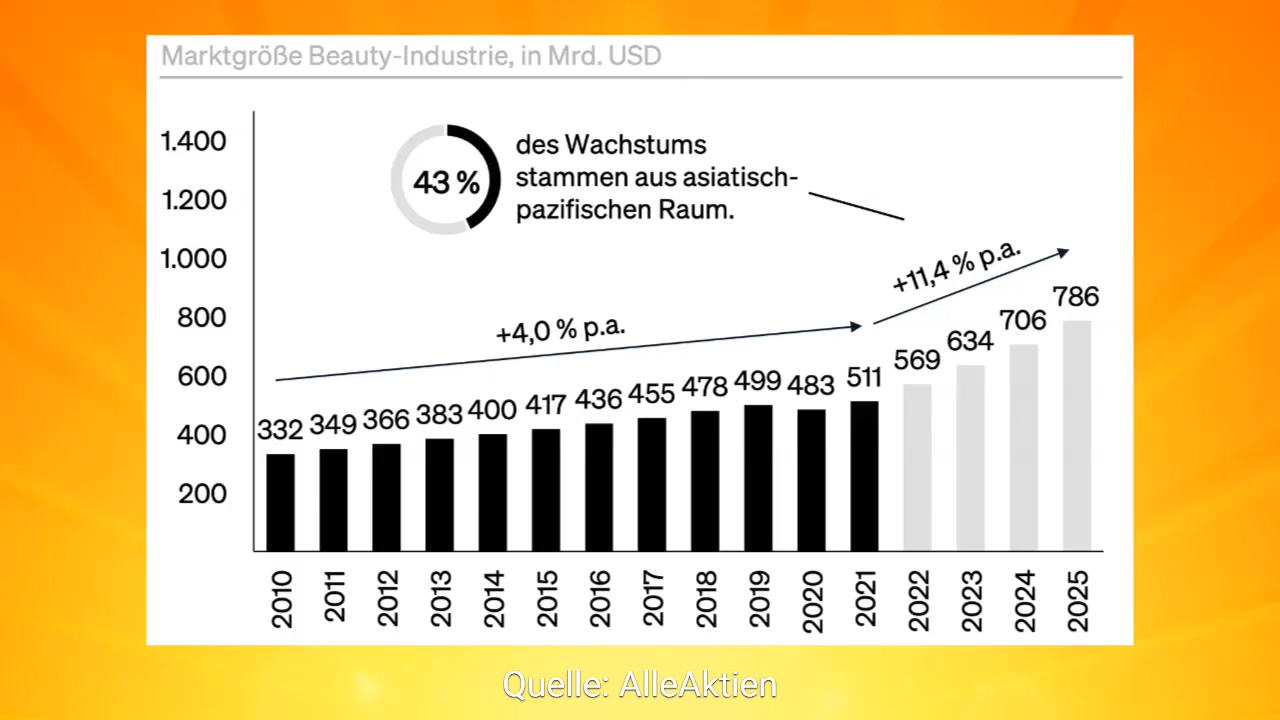 Marktgröße Beauty-Industrie, in Mrd. USD
1.400
1.200
1.000
800
600
400
200
43 %
des Wachstums
stammen aus asiatisch-
pazifischen Raum.
+4,0 % p.a.
+11,4 % p.a.
332 349 366 383 400 417 436 455 478 499 483 511 569 634 706 786
2010 2011 2012 2013 2014 2015 2016 2017 2018 2019 2020 2021 2022 2023 2024 2025
Quelle: AlleAktien